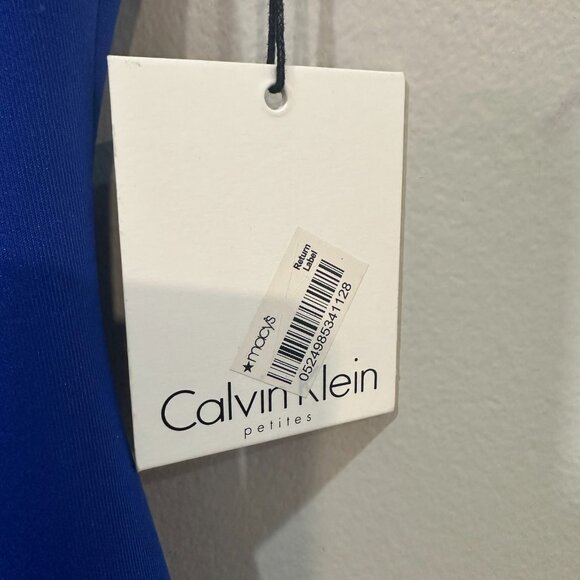 Return
Label
★macy's
0524985341128
Calvin Klein
petites